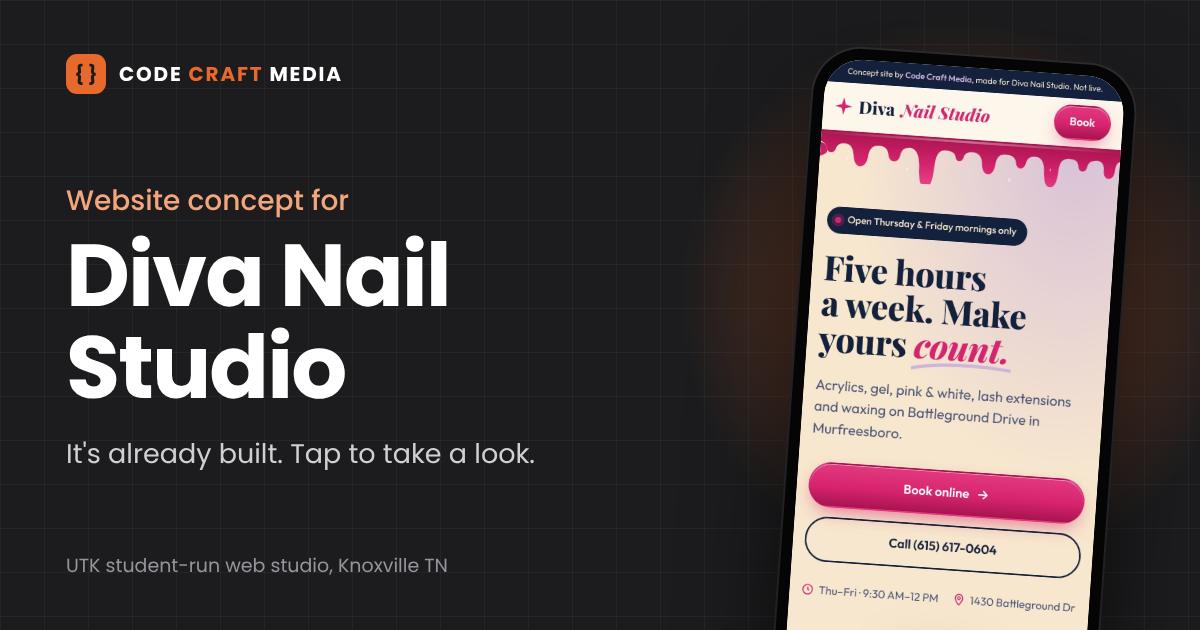 { } CODE CRAFT MEDIA
Website concept for
Diva Nail
Studio
It's already built. Tap to take a look.
UTK student-run web studio, Knoxville TN
Concept site by Code Craft Media, made for Diva Nail Studio. Not live.
Diva Nail Studio
Book
Open Thursday & Friday mornings only
Five hours
a week. Make
yours count.
Acrylics, gel, pink & white, lash extensions
and waxing on Battleground Drive in
Murfreesboro.
Book online →
Call (615) 617-0604
Thu–Fri · 9:30 AM–12 PM
1430 Battleground Dr